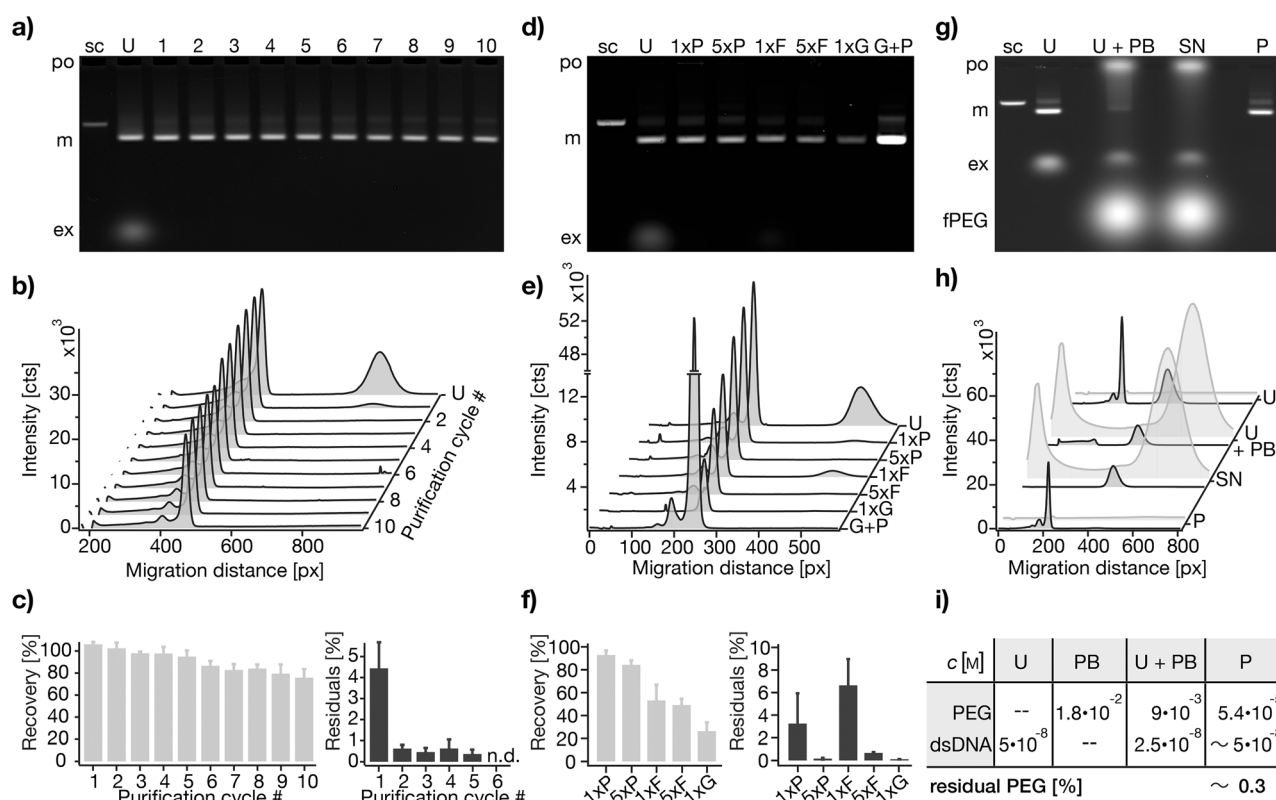 a)
sc U 1 2 3 4 5 6 7 8 9 10
po
m
ex
b)
x10³
Intensity [cts]
30
20
10
0
200 400 600 800
Migration distance [px]
U
2
4
6
8
10
Purification cycle #
c)
Recovery [%]
100
80
60
40
20
0
1 2 3 4 5 6 7 8 9 10
Purification cycle #
Residuals [%]
5
4
3
2
1
0
n.d.
1 2 3 4 5 6
Purification cycle #
d)
sc U 1xP 5xP 1xF 5xF 1xG G+P
po
m
ex
e)
x10³
Intensity [cts]
52
48
12
8
4
0 100 200 300 400 500
Migration distance [px]
U
1xP
5xP
1xF
5xF
1xG
G+P
f)
Recovery [%]
100
80
60
40
20
0
1xP 5xP 1xF 5xF 1xG
Residuals [%]
10
8
6
4
2
0
1xP 5xP 1xF 5xF 1xG
g)
sc U U + PB SN P
po
m
ex
fPEG
h)
x10³
Intensity [cts]
60
40
20
0
0 200 400 600 800
Migration distance [px]
U
U
+ PB
SN
P
i)
c [M] U PB U + PB P
PEG -- 1.8•10⁻² 9•10⁻³
dsDNA 5•10⁻⁸ -- 2.5•10⁻⁸
residual PEG [%] ~ 0.3